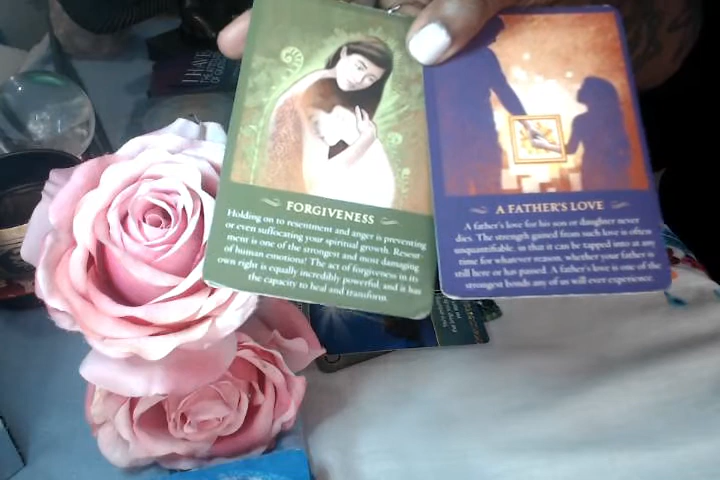 FORGIVENESS
Holding on to resentment and anger is preventing
or even suffocating your spiritual growth. Resent-
ment is one of the strongest and most damaging
of human emotions! The act of forgiveness in its
own right is equally incredibly powerful, and it has
the capacity to heal and transform.
A FATHER'S LOVE
A father's love for his son or daughter never
dies. The strength gained from such love is often
unquantifiable, in that it can be tapped into at any
time for whatever reason, whether your father is
still here or has passed. A father's love is one of the
strongest bonds any of us will ever experience.